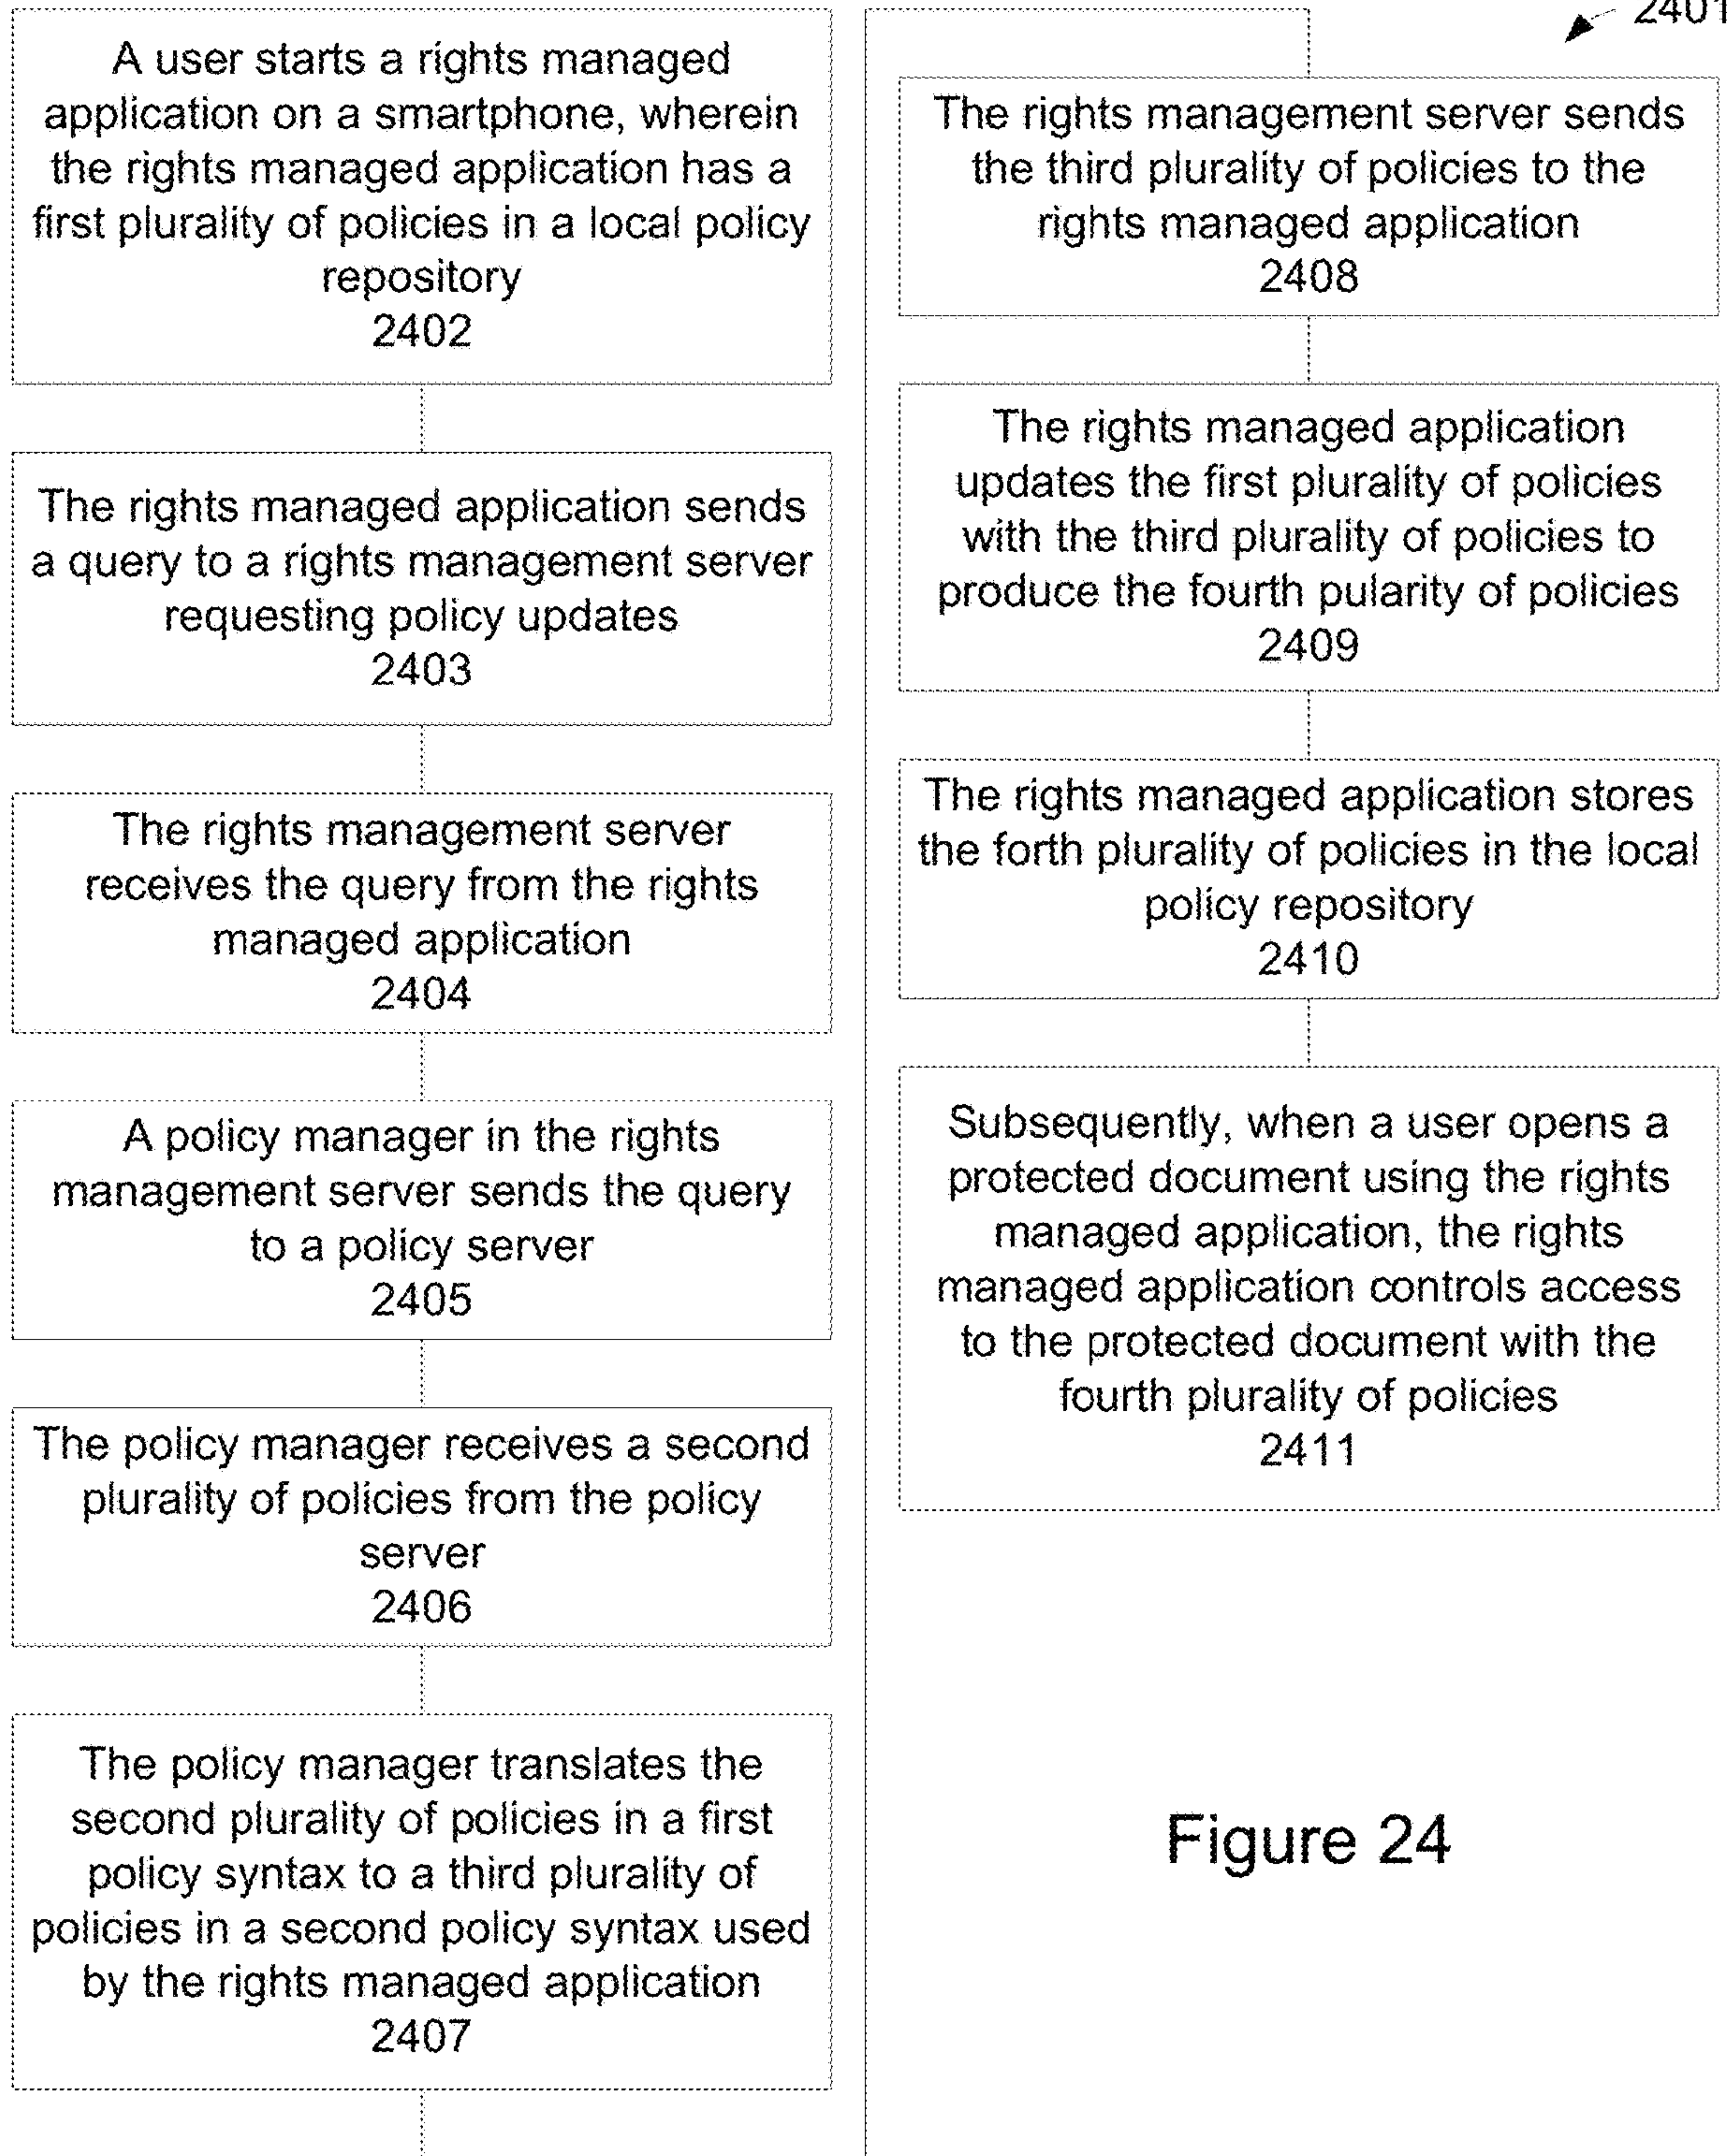 2401
A user starts a rights managed
application on a smartphone, wherein
the rights managed application has a
first plurality of policies in a local policy
repository
2402
The rights managed application sends
a query to a rights management server
requesting policy updates
2403
The rights management server
receives the query from the rights
managed application
2404
A policy manager in the rights
management server sends the query
to a policy server
2405
The policy manager receives a second
plurality of policies from the policy
server
2406
The policy manager translates the
second plurality of policies in a first
policy syntax to a third plurality of
policies in a second policy syntax used
by the rights managed application
2407
The rights management server sends
the third plurality of policies to the
rights managed application
2408
The rights managed application
updates the first plurality of policies
with the third plurality of policies to
produce the fourth pularity of policies
2409
The rights managed application stores
the forth plurality of policies in the local
policy repository
2410
Subsequently, when a user opens a
protected document using the rights
managed application, the rights
managed application controls access
to the protected document with the
fourth plurality of policies
2411
Figure 24